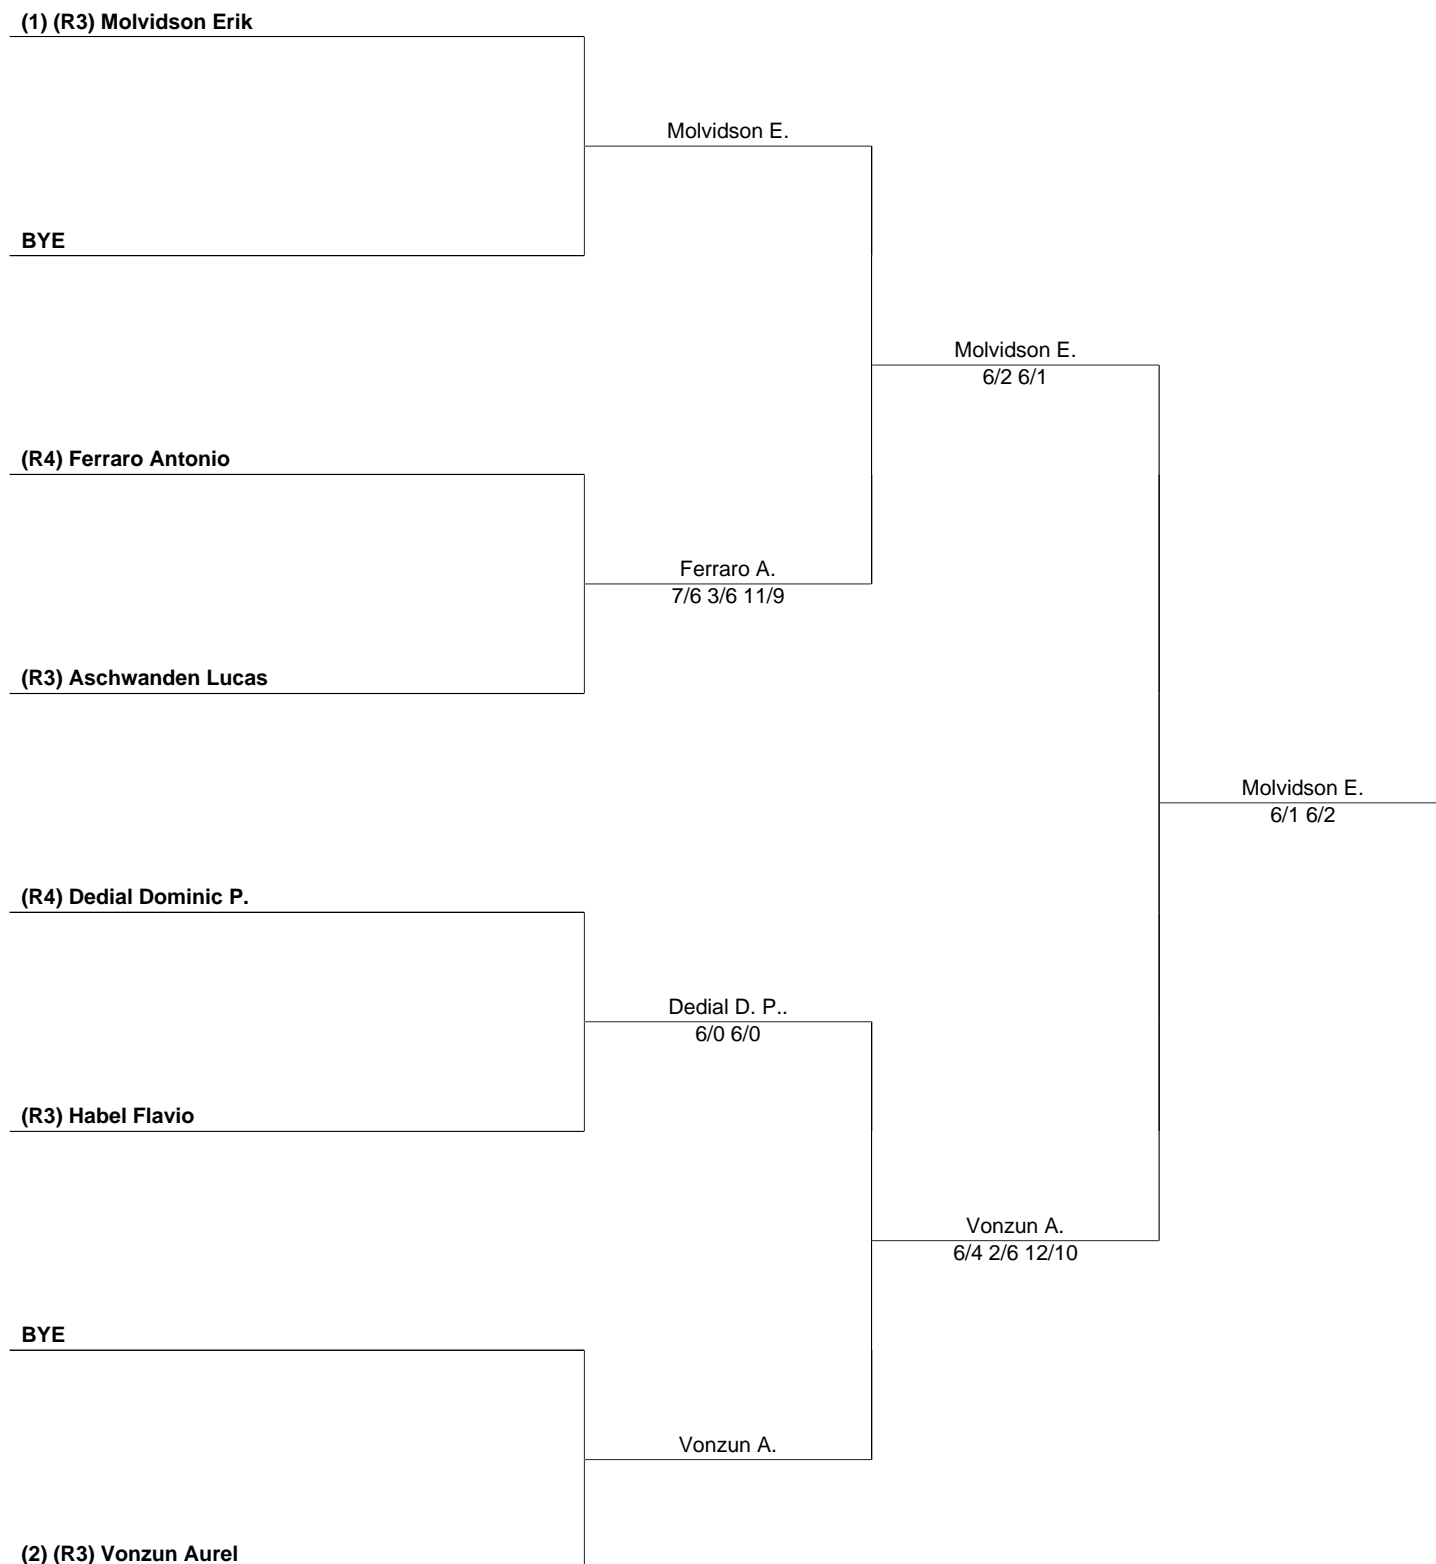 (1) (R3) Molvidson Erik
Molvidson E.
BYE
Molvidson E.
6/2 6/1
(R4) Ferraro Antonio
Ferraro A.
7/6 3/6 11/9
(R3) Aschwanden Lucas
Molvidson E.
6/1 6/2
(R4) Dedial Dominic P.
Dedial D. P..
6/0 6/0
(R3) Habel Flavio
Vonzun A.
6/4 2/6 12/10
BYE
Vonzun A.
(2) (R3) Vonzun Aurel